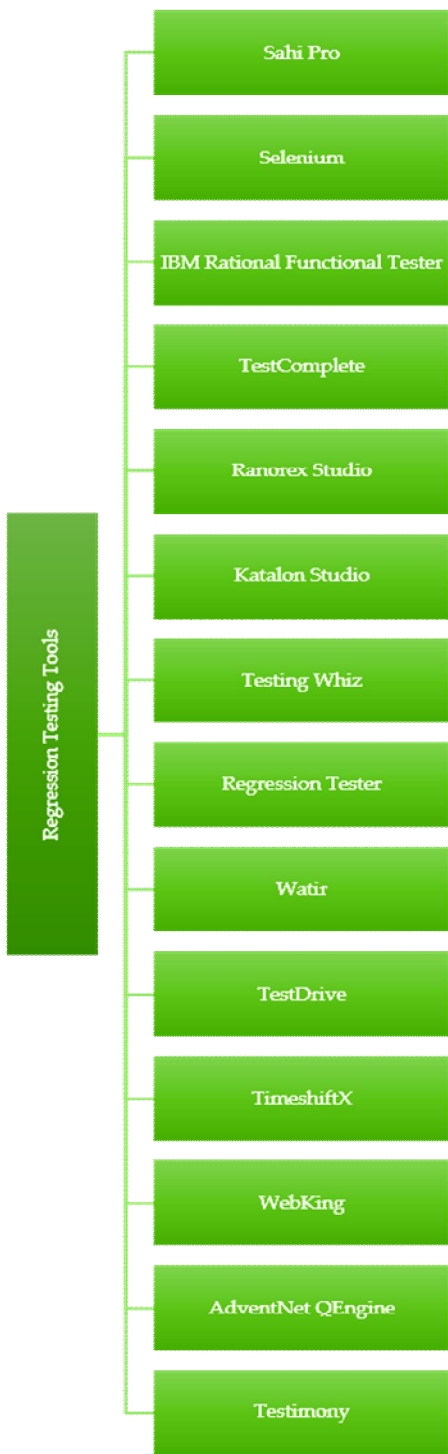 Regression Testing Tools
Sahi Pro
Selenium
IBM Rational Functional Tester
TestComplete
Ranorex Studio
Katalon Studio
Testing Whiz
Regression Tester
Watir
TestDrive
TimeshiftX
WebKing
AdventNet QEngine
Testimony